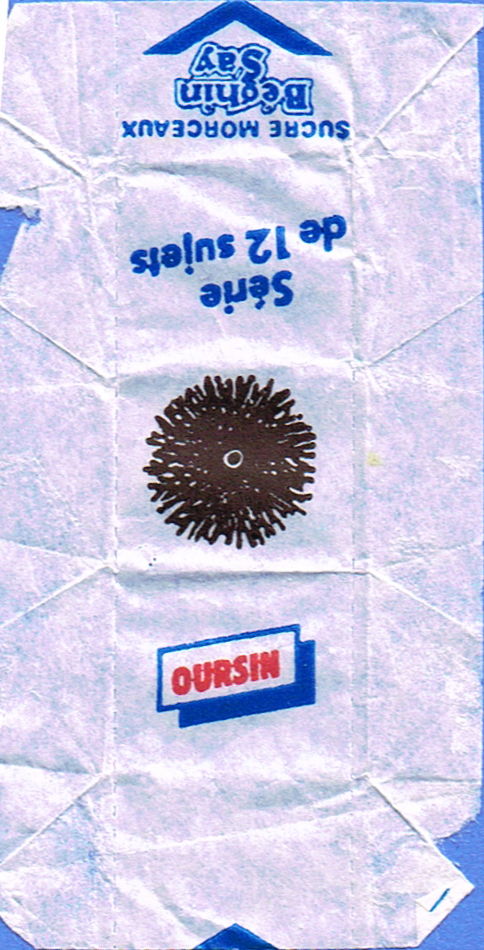 SUCRE MORCEAUX
Béghin
Say
Série
de 12 sujets
OURSIN